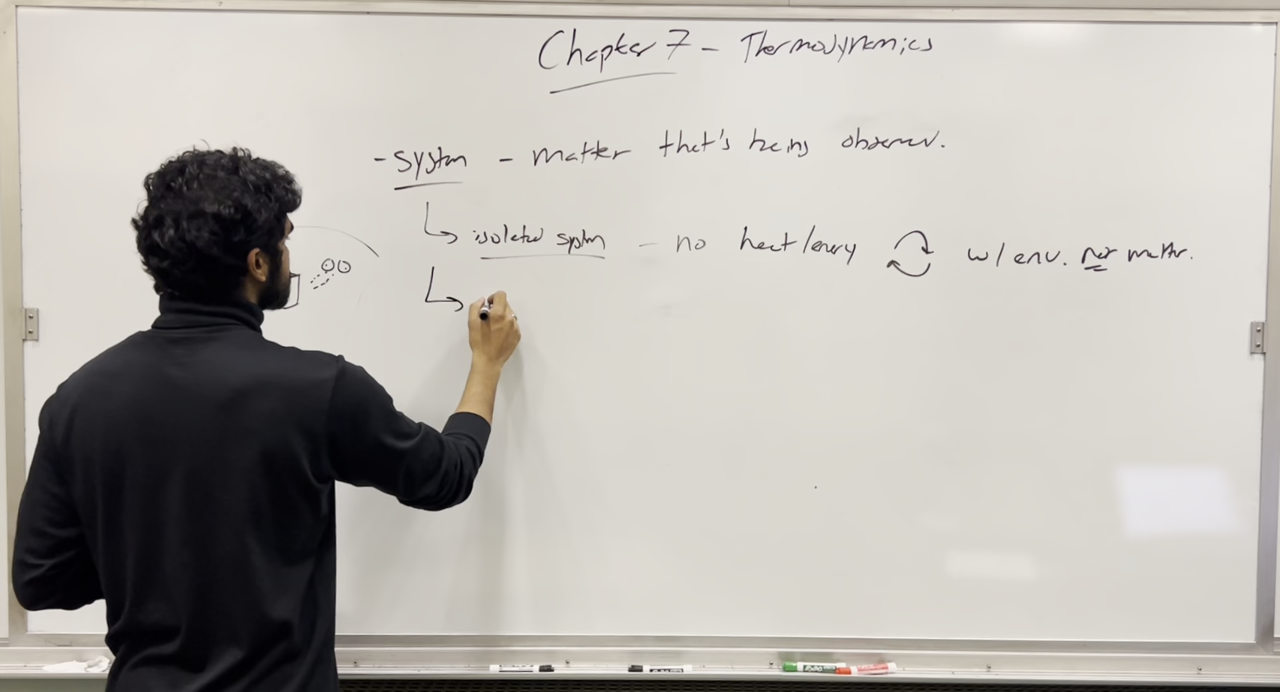 Chapter 7 - Thermodynamics
- System - matter that's being observed.
isolated system - no heat/energy w/ env. nor matter.